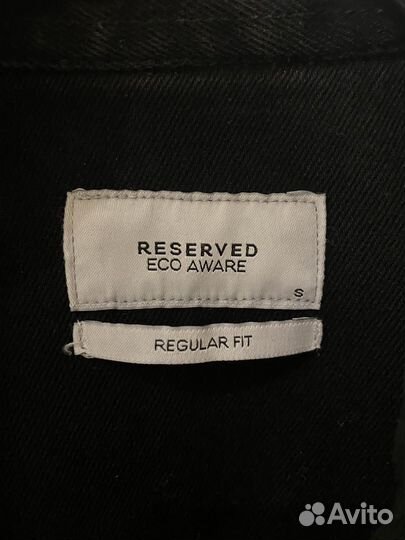 RESERVED
ECO AWARE
S
REGULAR FIT
Avito